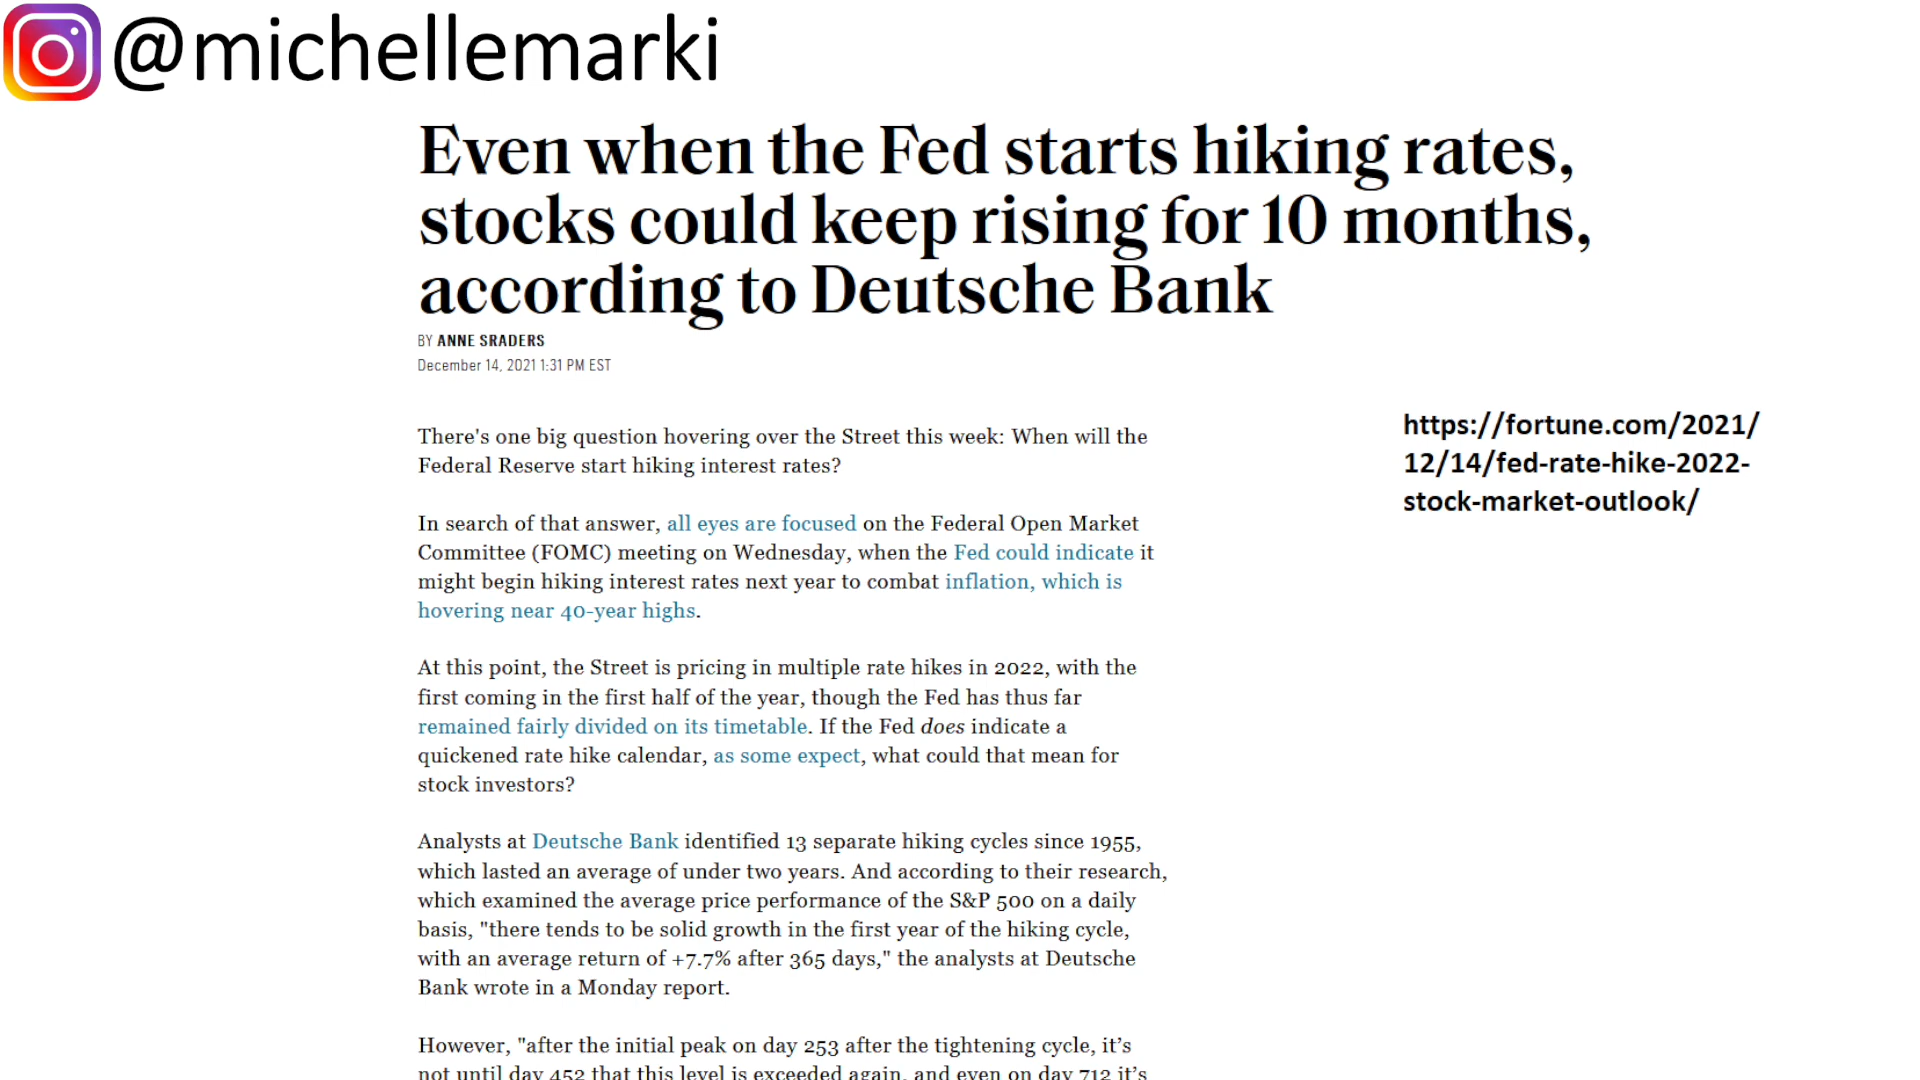 @michellemarki
Even when the Fed starts hiking rates,
stocks could keep rising for 10 months,
according to Deutsche Bank
BY ANNE SRADERS
December 14, 2021 1:31 PM EST
There's one big question hovering over the Street this week: When will the
Federal Reserve start hiking interest rates?
In search of that answer, all eyes are focused on the Federal Open Market
Committee (FOMC) meeting on Wednesday, when the Fed could indicate it
might begin hiking interest rates next year to combat inflation, which is
hovering near 40-year highs.
At this point, the Street is pricing in multiple rate hikes in 2022, with the
first coming in the first half of the year, though the Fed has thus far
remained fairly divided on its timetable. If the Fed does indicate a
quickened rate hike calendar, as some expect, what could that mean for
stock investors?
Analysts at Deutsche Bank identified 13 separate hiking cycles since 1955,
which lasted an average of under two years. And according to their research,
which examined the average price performance of the S&P 500 on a daily
basis, "there tends to be solid growth in the first year of the hiking cycle,
with an average return of +7.7% after 365 days," the analysts at Deutsche
Bank wrote in a Monday report.
However, "after the initial peak on day 253 after the tightening cycle, it’s
not until day 452 that this level is exceeded again, and even on day 712 it’s
https://fortune.com/2021/
12/14/fed-rate-hike-2022-
stock-market-outlook/